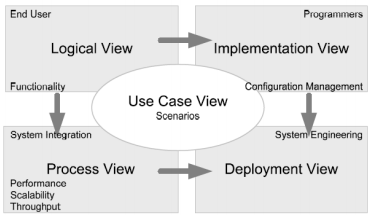 End User
Programmers
Logical View
Implementation View
Functionality
Configuration Management
Use Case View
Scenarios
System Integration
System Engineering
Process View
Deployment View
Performance
Scalability
Throughput